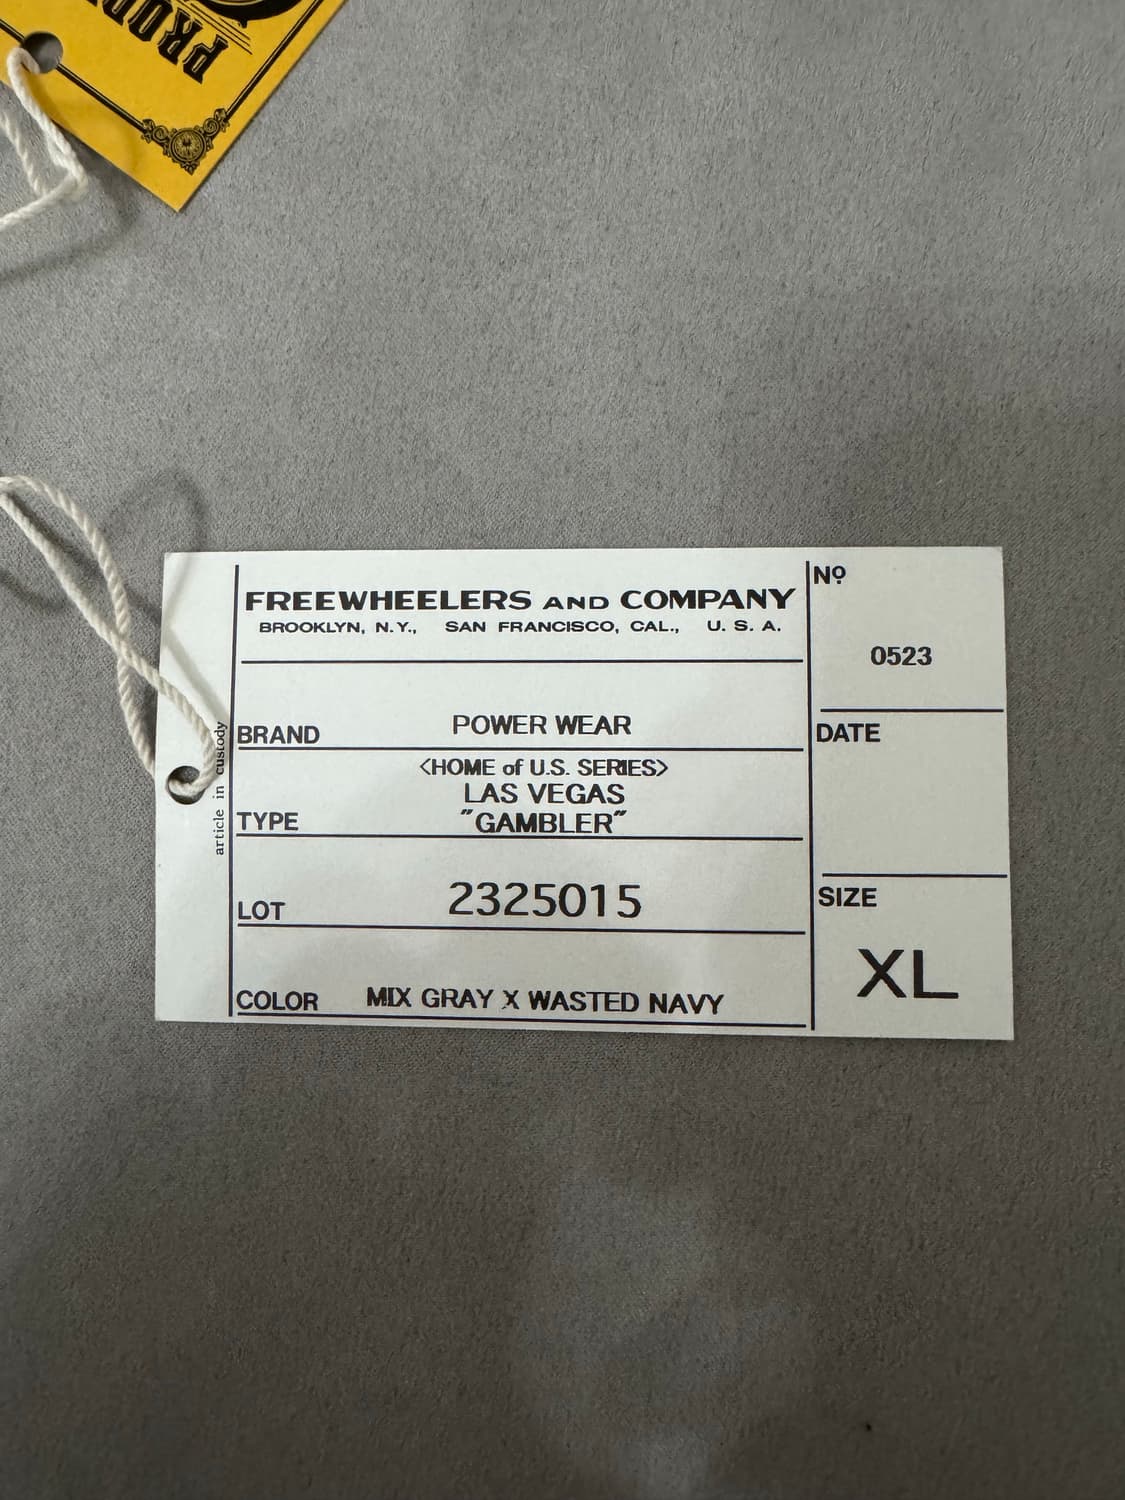 FREEWHEELERS AND COMPANY
BROOKLYN, N.Y., SAN FRANCISCO, CAL., U. S. A.
BRAND POWER WEAR
<HOME of U.S. SERIES>
LAS VEGAS
TYPE "GAMBLER"
LOT 2325015
COLOR MIX GRAY X WASTED NAVY
Nº
0523
DATE
SIZE
XL
article in custody